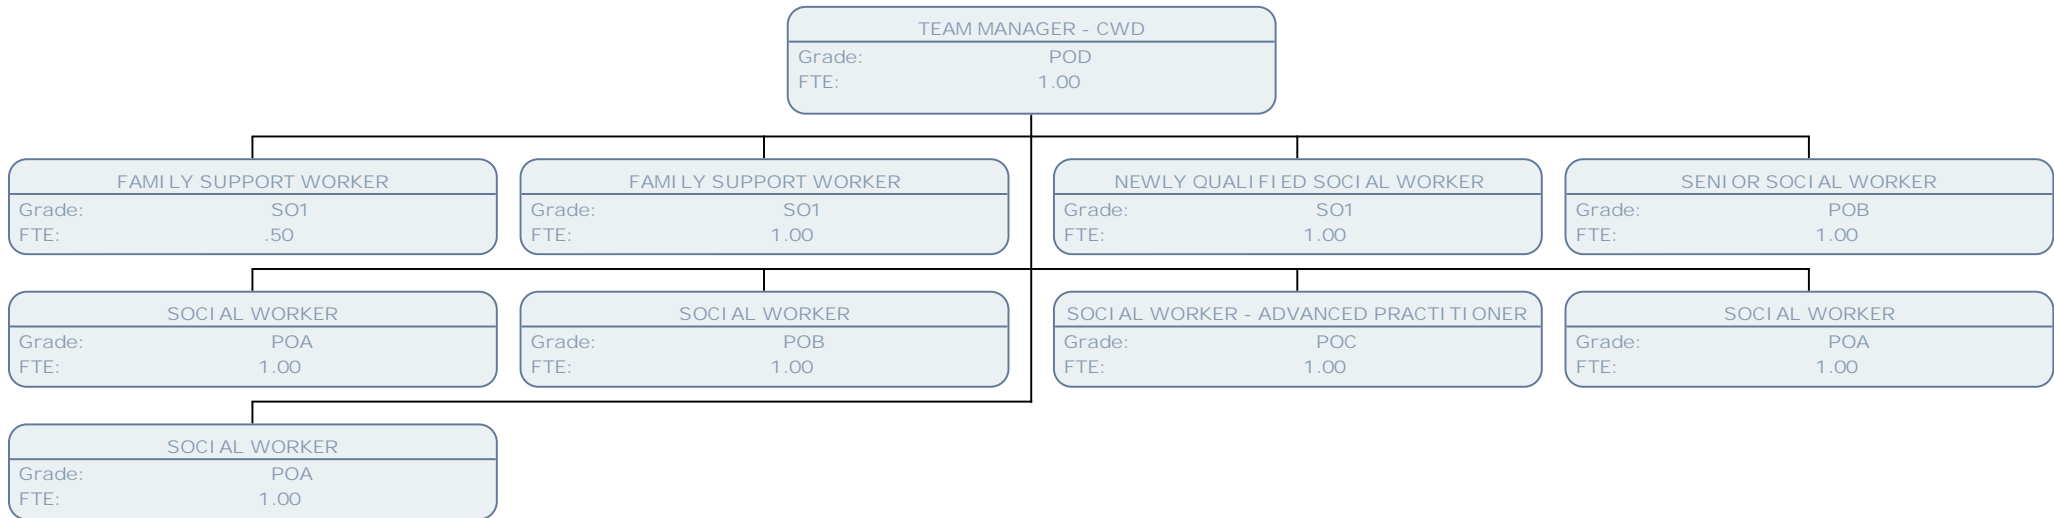 TEAM MANAGER - CWD
Grade: POD
FTE: 1.00
FAMILY SUPPORT WORKER
Grade: SO1
FTE: .50
FAMILY SUPPORT WORKER
Grade: SO1
FTE: 1.00
NEWLY QUALIFIED SOCIAL WORKER
Grade: SO1
FTE: 1.00
SENIOR SOCIAL WORKER
Grade: POB
FTE: 1.00
SOCIAL WORKER
Grade: POA
FTE: 1.00
SOCIAL WORKER
Grade: POB
FTE: 1.00
SOCIAL WORKER - ADVANCED PRACTITIONER
Grade: POC
FTE: 1.00
SOCIAL WORKER
Grade: POA
FTE: 1.00
SOCIAL WORKER
Grade: POA
FTE: 1.00